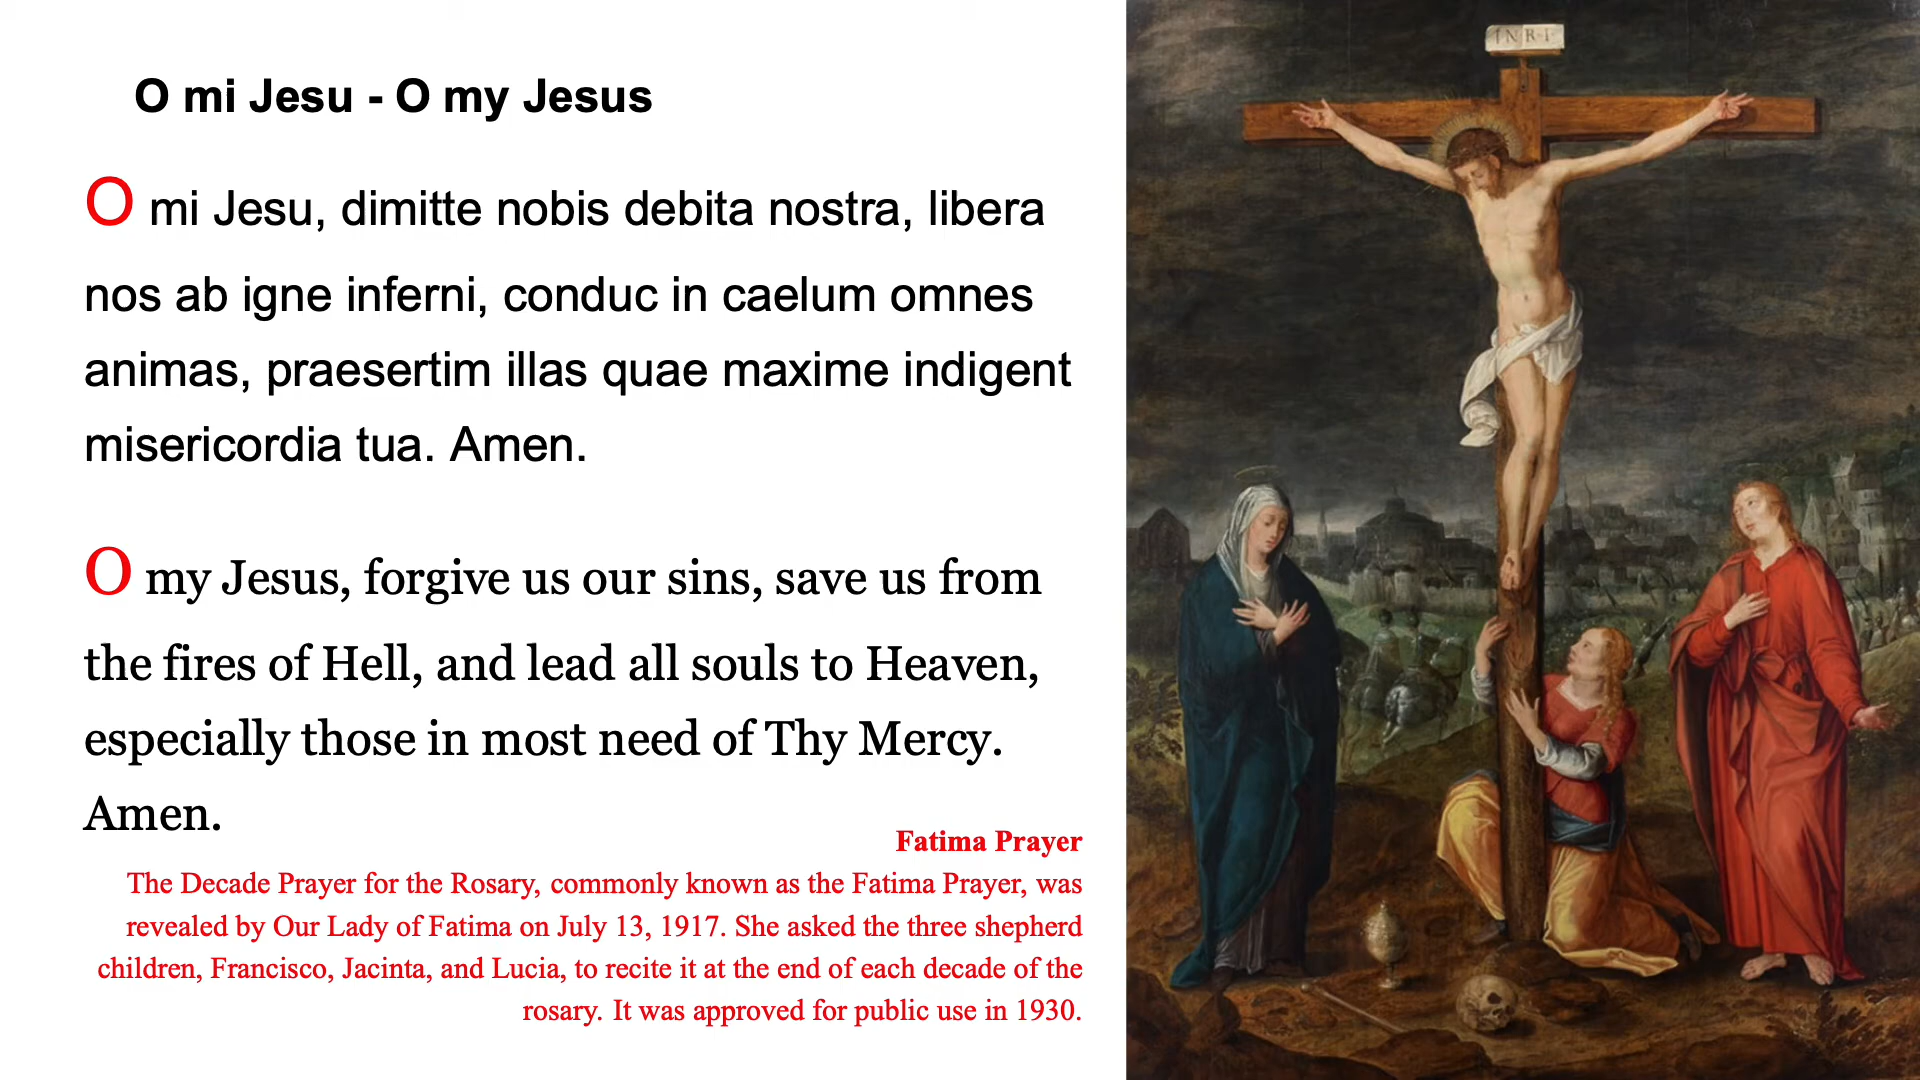 O mi Jesu - O my Jesus
O mi Jesu, dimitte nobis debita nostra, libera
nos ab igne inferni, conduc in caelum omnes
animas, praesertim illas quae maxime indigent
misericordia tua. Amen.
O my Jesus, forgive us our sins, save us from
the fires of Hell, and lead all souls to Heaven,
especially those in most need of Thy Mercy.
Amen.
Fatima Prayer
The Decade Prayer for the Rosary, commonly known as the Fatima Prayer, was
revealed by Our Lady of Fatima on July 13, 1917. She asked the three shepherd
children, Francisco, Jacinta, and Lucia, to recite it at the end of each decade of the
rosary. It was approved for public use in 1930.
INRI